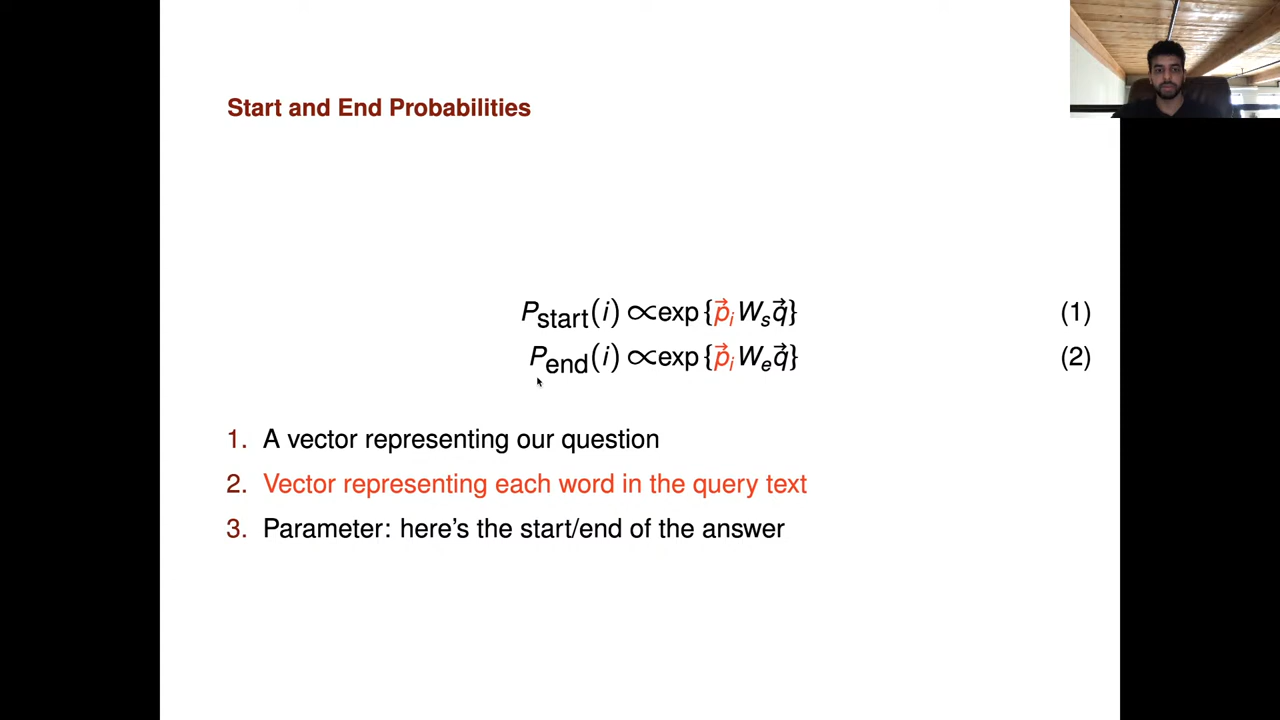 Start and End Probabilities
P_start(i) ∝exp{p⃗_i W_s q⃗} (1)
P_end(i) ∝exp{p⃗_i W_e q⃗} (2)
1. A vector representing our question
2. Vector representing each word in the query text
3. Parameter: here's the start/end of the answer